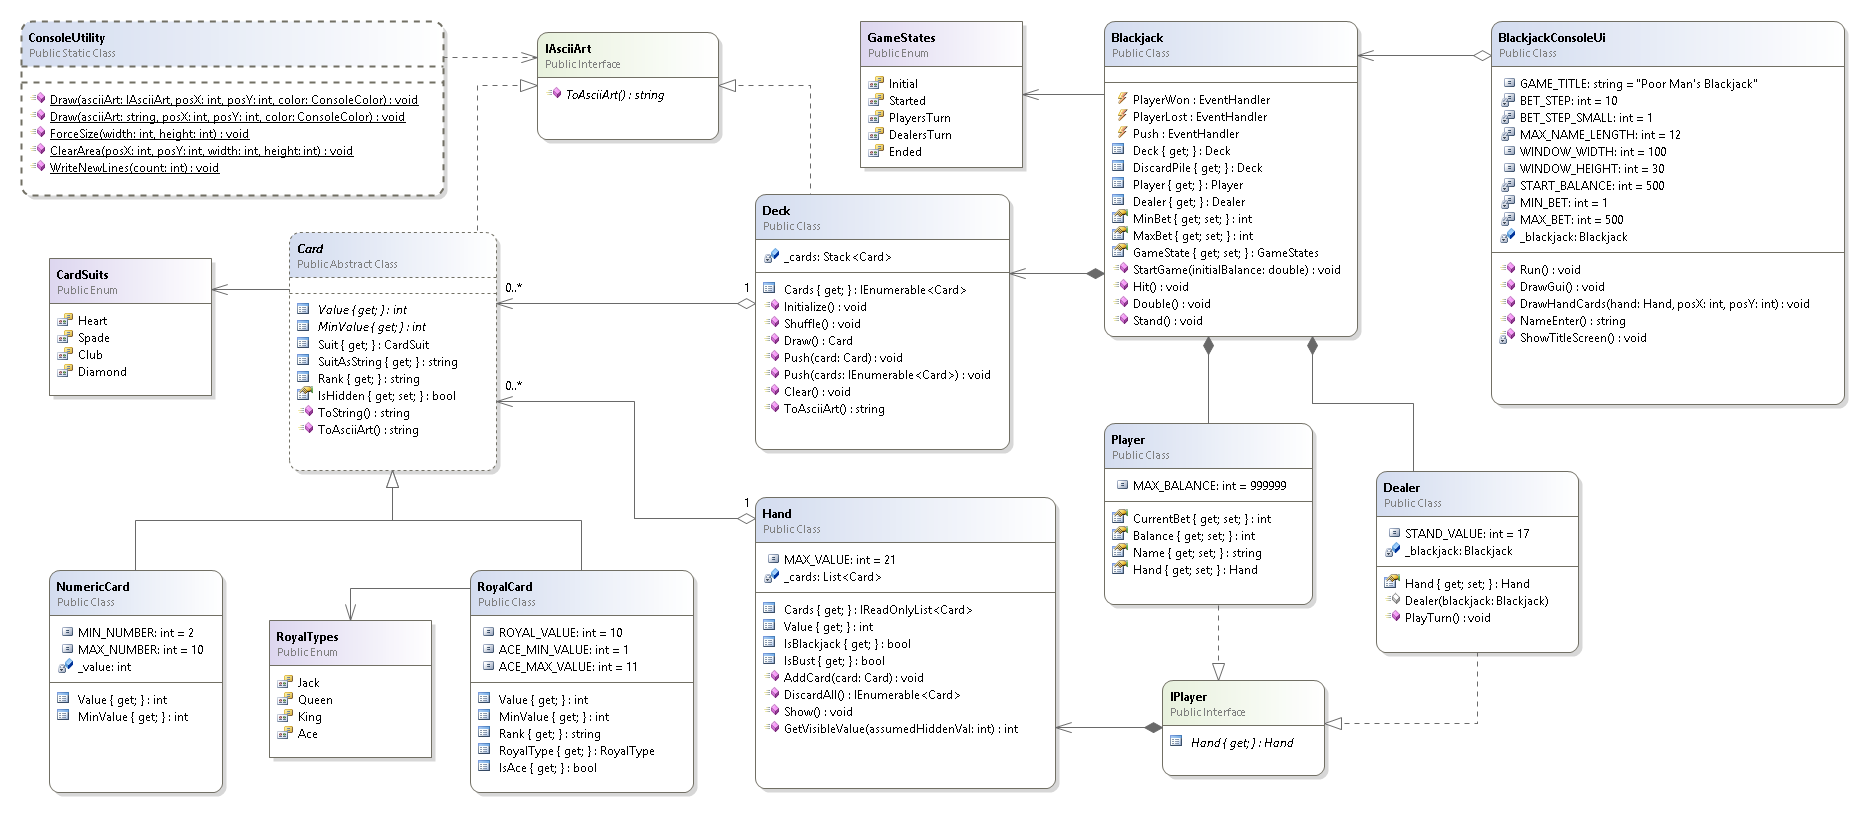 ConsoleUtility
Public Static Class
Draw(asciiArt: IAsciiArt, posX: int, posY: int, color: ConsoleColor) : void
Draw(asciiArt: string, posX: int, posY: int, color: ConsoleColor) : void
ForceSize(width: int, height: int) : void
ClearArea(posX: int, posY: int, width: int, height: int) : void
WriteNewLines(count: int) : void
IAsciiArt
Public Interface
ToAsciiArt() : string
GameStates
Public Enum
Initial
Started
PlayersTurn
DealersTurn
Ended
Blackjack
Public Class
PlayerWon : EventHandler
PlayerLost : EventHandler
Push : EventHandler
Deck { get; } : Deck
DiscardPile { get; } : Deck
Player { get; } : Player
Dealer { get; } : Dealer
MinBet { get; set; } : int
MaxBet { get; set; } : int
GameState { get; set; } : GameStates
StartGame(initialBalance: double) : void
Hit() : void
Double() : void
Stand() : void
BlackjackConsoleUi
Public Class
GAME_TITLE: string = "Poor Man's Blackjack"
BET_STEP: int = 10
BET_STEP_SMALL: int = 1
MAX_NAME_LENGTH: int = 12
WINDOW_WIDTH: int = 100
WINDOW_HEIGHT: int = 30
START_BALANCE: int = 500
MIN_BET: int = 1
MAX_BET: int = 500
_blackjack: Blackjack
Run() : void
DrawGui() : void
DrawHandCards(hand: Hand, posX: int, posY: int) : void
NameEnter() : string
ShowTitleScreen() : void
CardSuits
Public Enum
Heart
Spade
Club
Diamond
Card
Public Abstract Class
Value { get; } : int
MinValue { get; } : int
Suit { get; } : CardSuit
SuitAsString { get; } : string
Rank { get; } : string
IsHidden { get; set; } : bool
ToString() : string
ToAsciiArt() : string
0..*
1
0..*
1
Deck
Public Class
_cards: Stack<Card>
Cards { get; } : IEnumerable<Card>
Initialize() : void
Shuffle() : void
Draw() : Card
Push(card: Card) : void
Push(cards: IEnumerable<Card>) : void
Clear() : void
ToAsciiArt() : string
NumericCard
Public Class
MIN_NUMBER: int = 2
MAX_NUMBER: int = 10
_value: int
Value { get; } : int
MinValue { get; } : int
RoyalTypes
Public Enum
Jack
Queen
King
Ace
RoyalCard
Public Class
ROYAL_VALUE: int = 10
ACE_MIN_VALUE: int = 1
ACE_MAX_VALUE: int = 11
Value { get; } : int
MinValue { get; } : int
Rank { get; } : string
RoyalType { get; } : RoyalType
IsAce { get; } : bool
Hand
Public Class
MAX_VALUE: int = 21
_cards: List<Card>
Cards { get; } : IReadOnlyList<Card>
Value { get; } : int
IsBlackjack { get; } : bool
IsBust { get; } : bool
AddCard(card: Card) : void
DiscardAll() : IEnumerable<Card>
Show() : void
GetVisibleValue(assumedHiddenVal: int) : int
Player
Public Class
MAX_BALANCE: int = 999999
CurrentBet { get; set; } : int
Balance { get; set; } : int
Name { get; set; } : string
Hand { get; set; } : Hand
Dealer
Public Class
STAND_VALUE: int = 17
_blackjack: Blackjack
Hand { get; set; } : Hand
Dealer(blackjack: Blackjack)
PlayTurn() : void
IPlayer
Public Interface
Hand { get; } : Hand